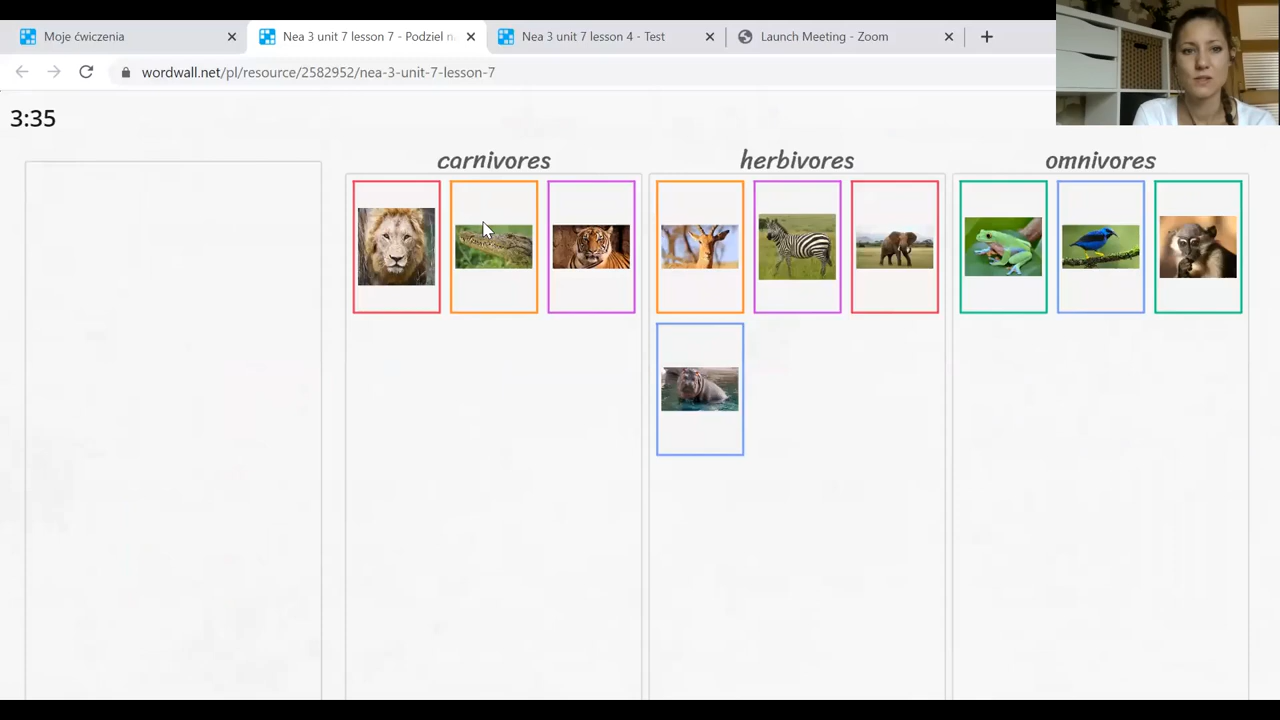 Moje ćwiczenia
Nea 3 unit 7 lesson 7 - Podziel n
Nea 3 unit 7 lesson 4 - Test
Launch Meeting - Zoom
wordwall.net/pl/resource/2582952/nea-3-unit-7-lesson-7
3:35
carnivores
herbivores
omnivores